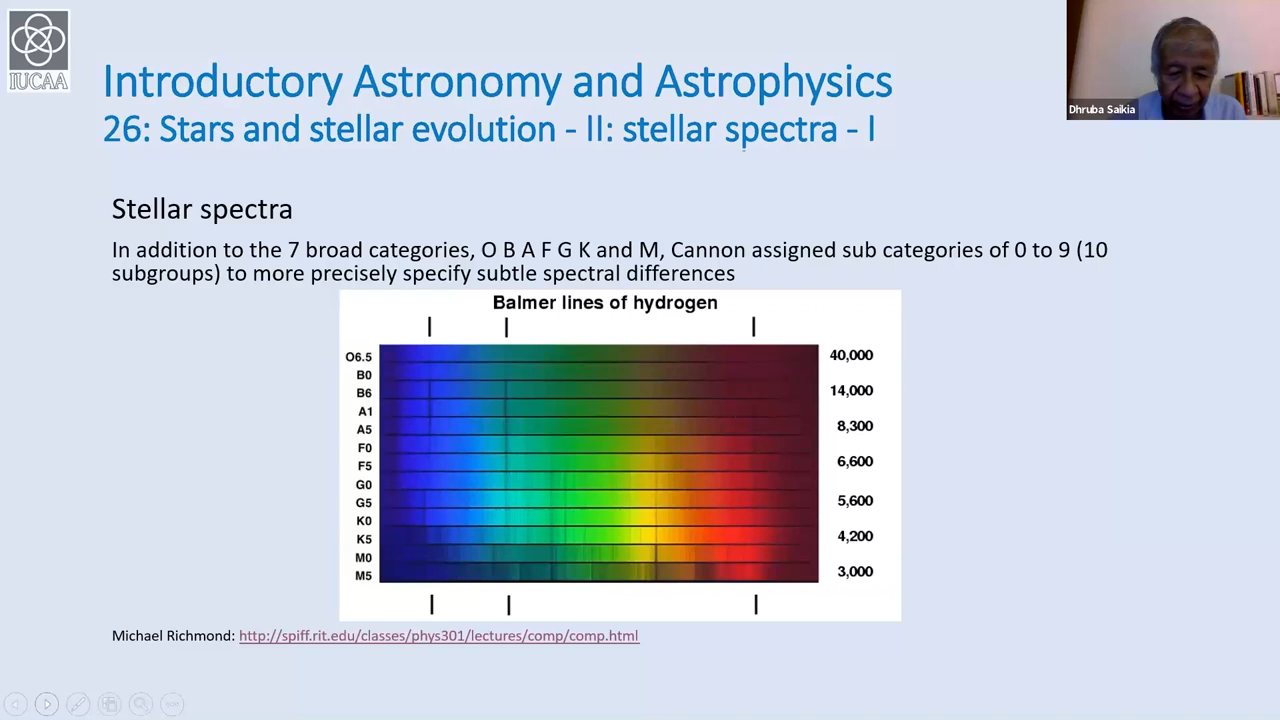 IUCAA
Introductory Astronomy and Astrophysics
26: Stars and stellar evolution - II: stellar spectra - I
Dhruba Saikia
Stellar spectra
In addition to the 7 broad categories, O B A F G K and M, Cannon assigned sub categories of 0 to 9 (10
subgroups) to more precisely specify subtle spectral differences
Balmer lines of hydrogen
O6.5 40,000
B0
B6 14,000
A1
A5 8,300
F0
F5 6,600
G0
G5 5,600
K0
K5 4,200
M0
M5 3,000
Michael Richmond: http://spiff.rit.edu/classes/phys301/lectures/comp/comp.html